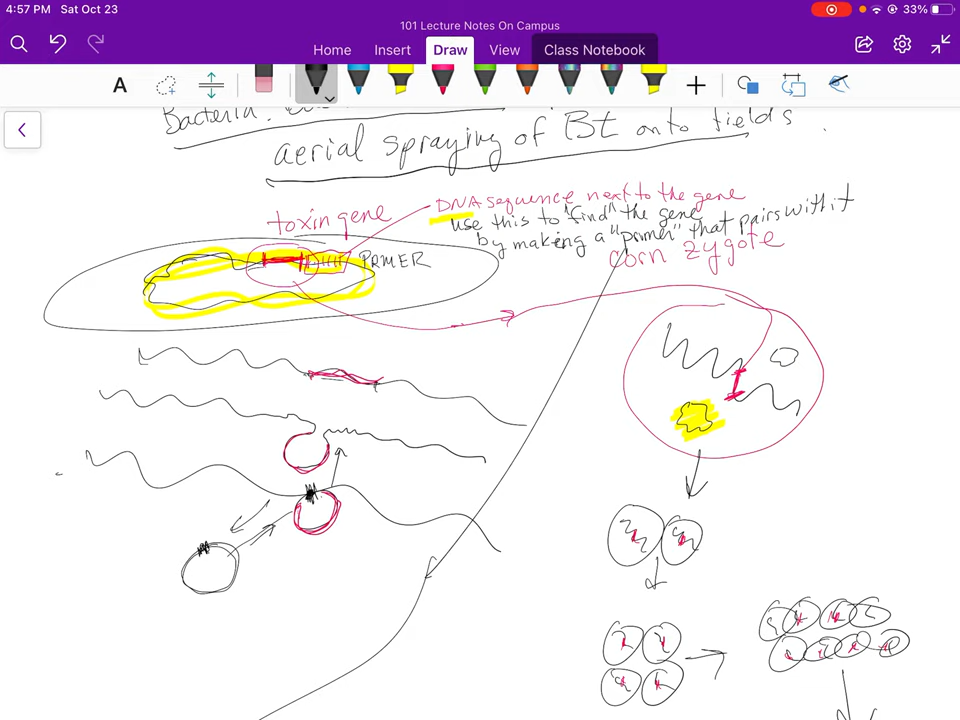 4:57 PM Sat Oct 23
33%
101 Lecture Notes On Campus
Home Insert Draw View Class Notebook
A
Bacteria.
aerial spraying of Bt onto fields
DNA sequence next to the gene
toxin gene
use this to "find" the gene
by making a "primer" that pairs with it
PRIMER
corn zygote